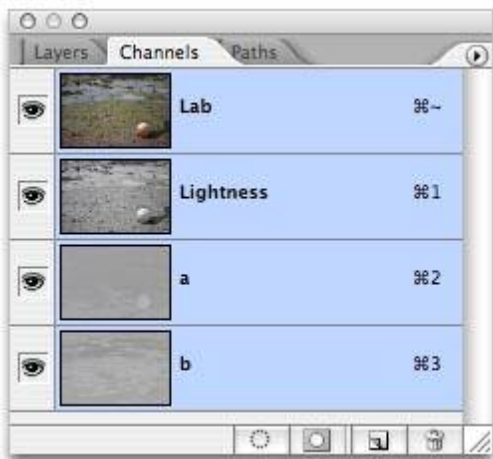 Layers Channels Paths
Lab ⌘~
Lightness ⌘1
a ⌘2
b ⌘3